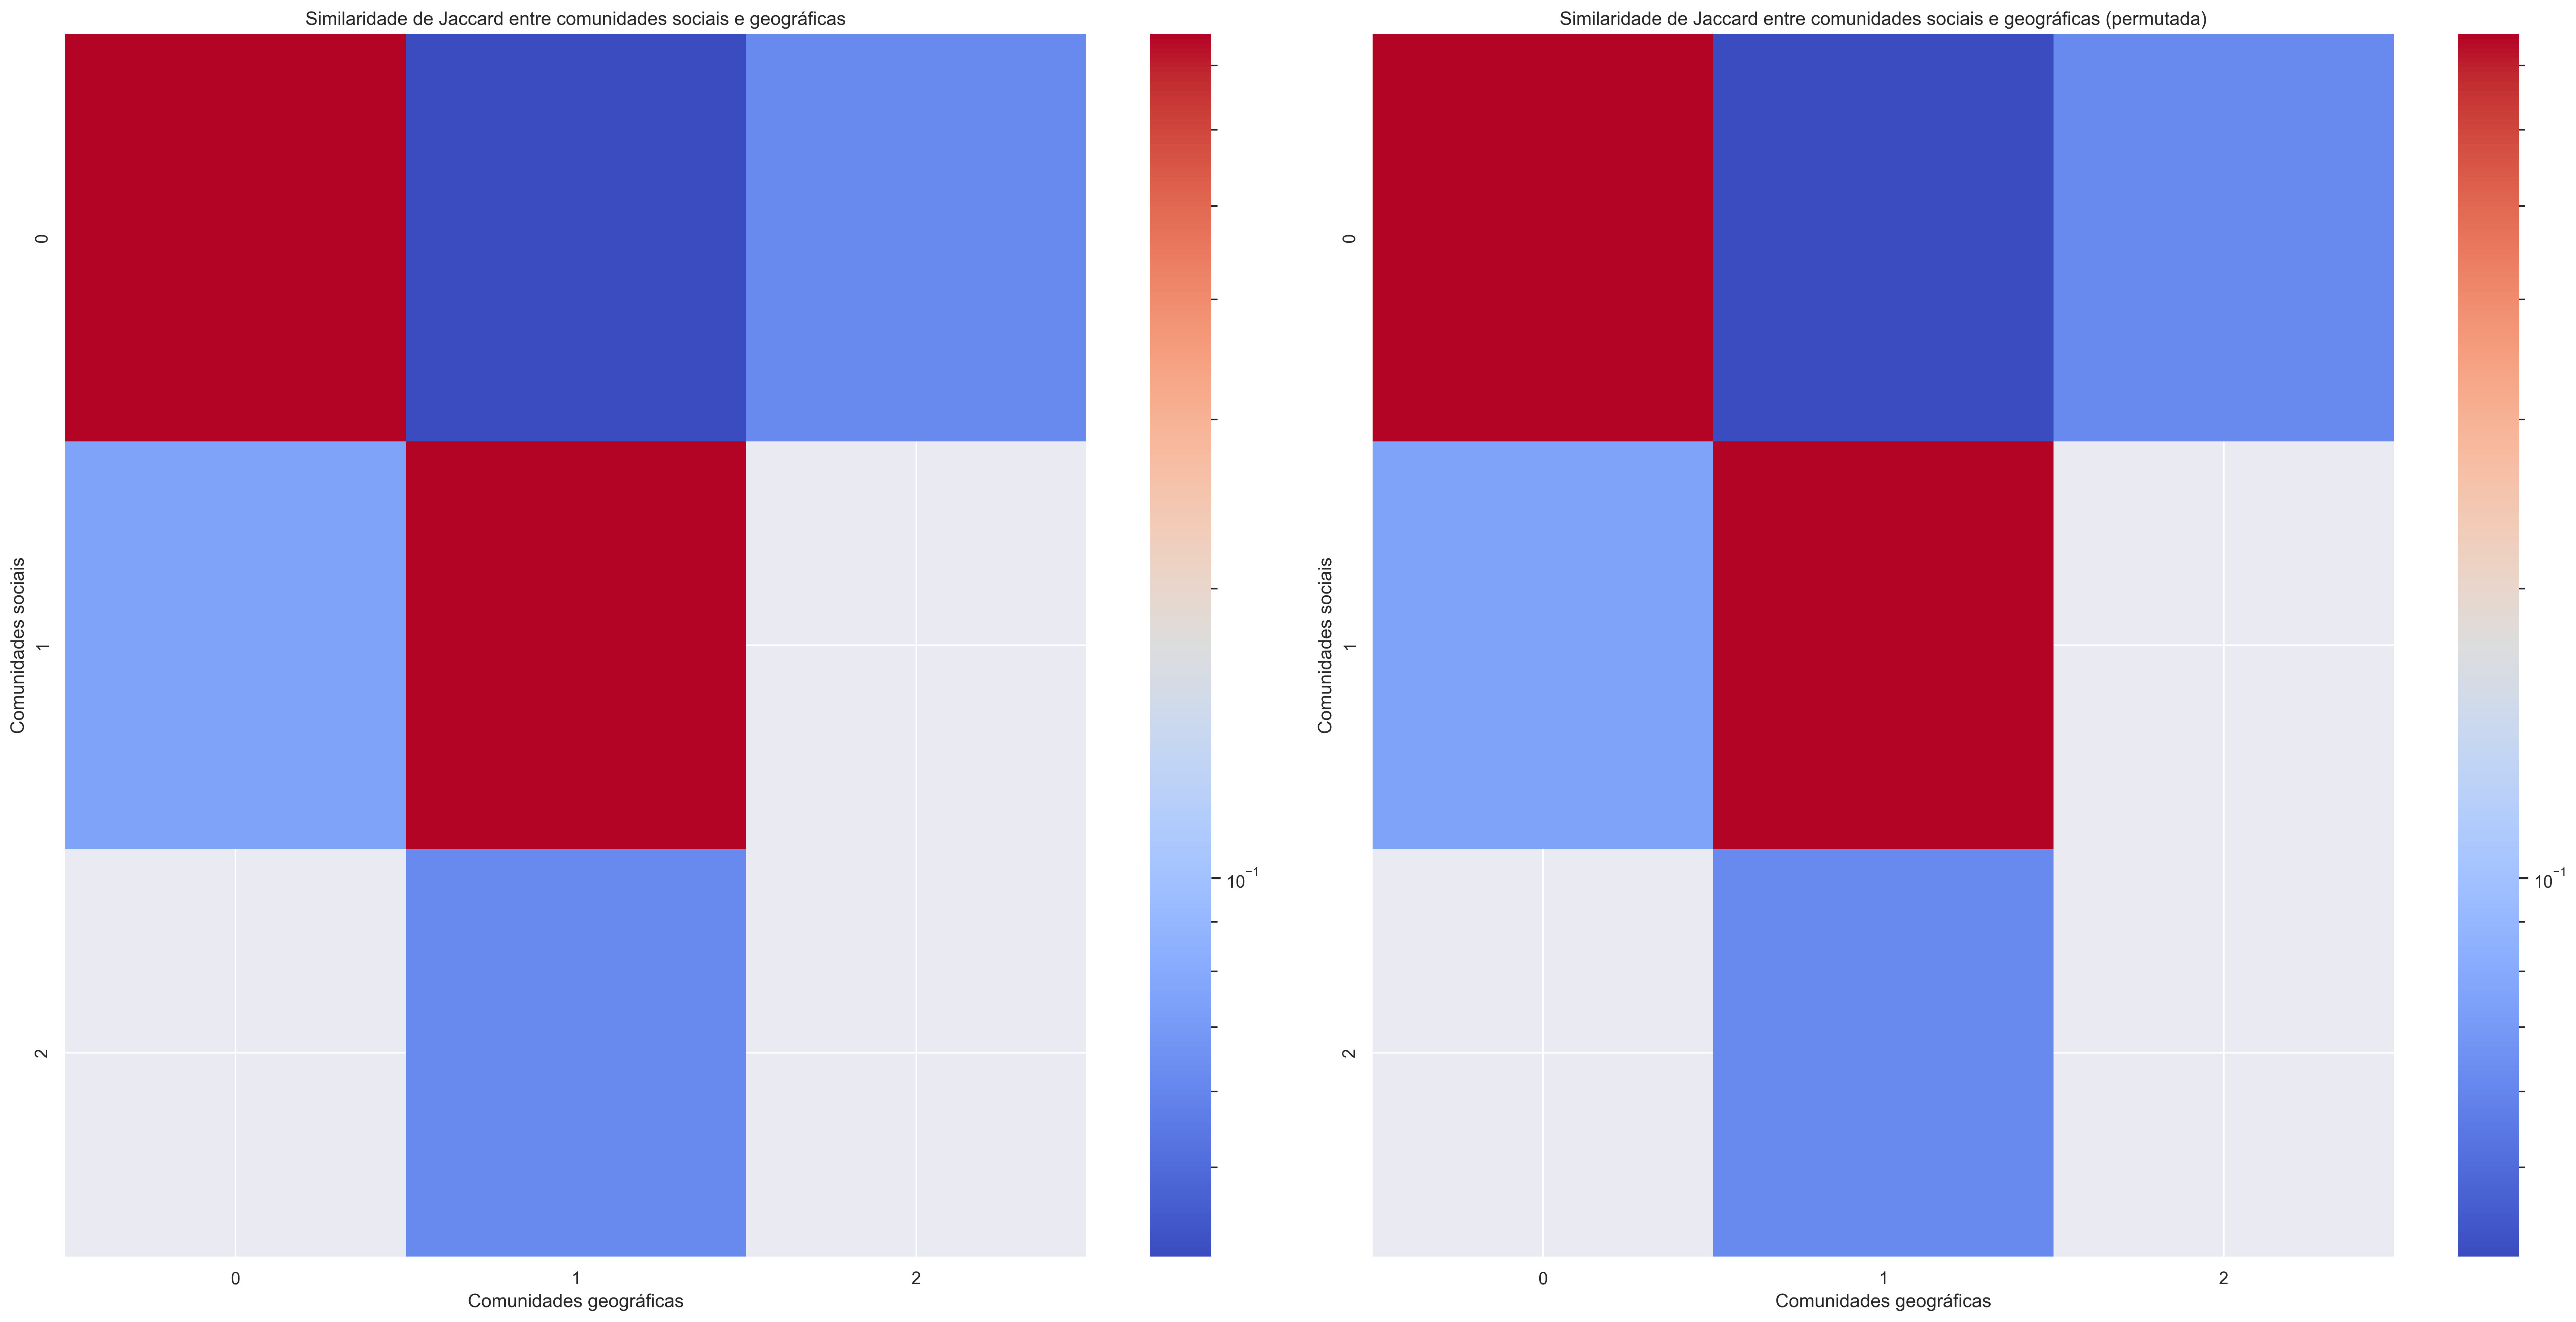 Similaridade de Jaccard entre comunidades sociais e geográficas
0
1
2
Comunidades sociais
0
1
2
Comunidades geográficas
10⁻¹
Similaridade de Jaccard entre comunidades sociais e geográficas (permutada)
0
1
2
Comunidades sociais
0
1
2
Comunidades geográficas
10⁻¹